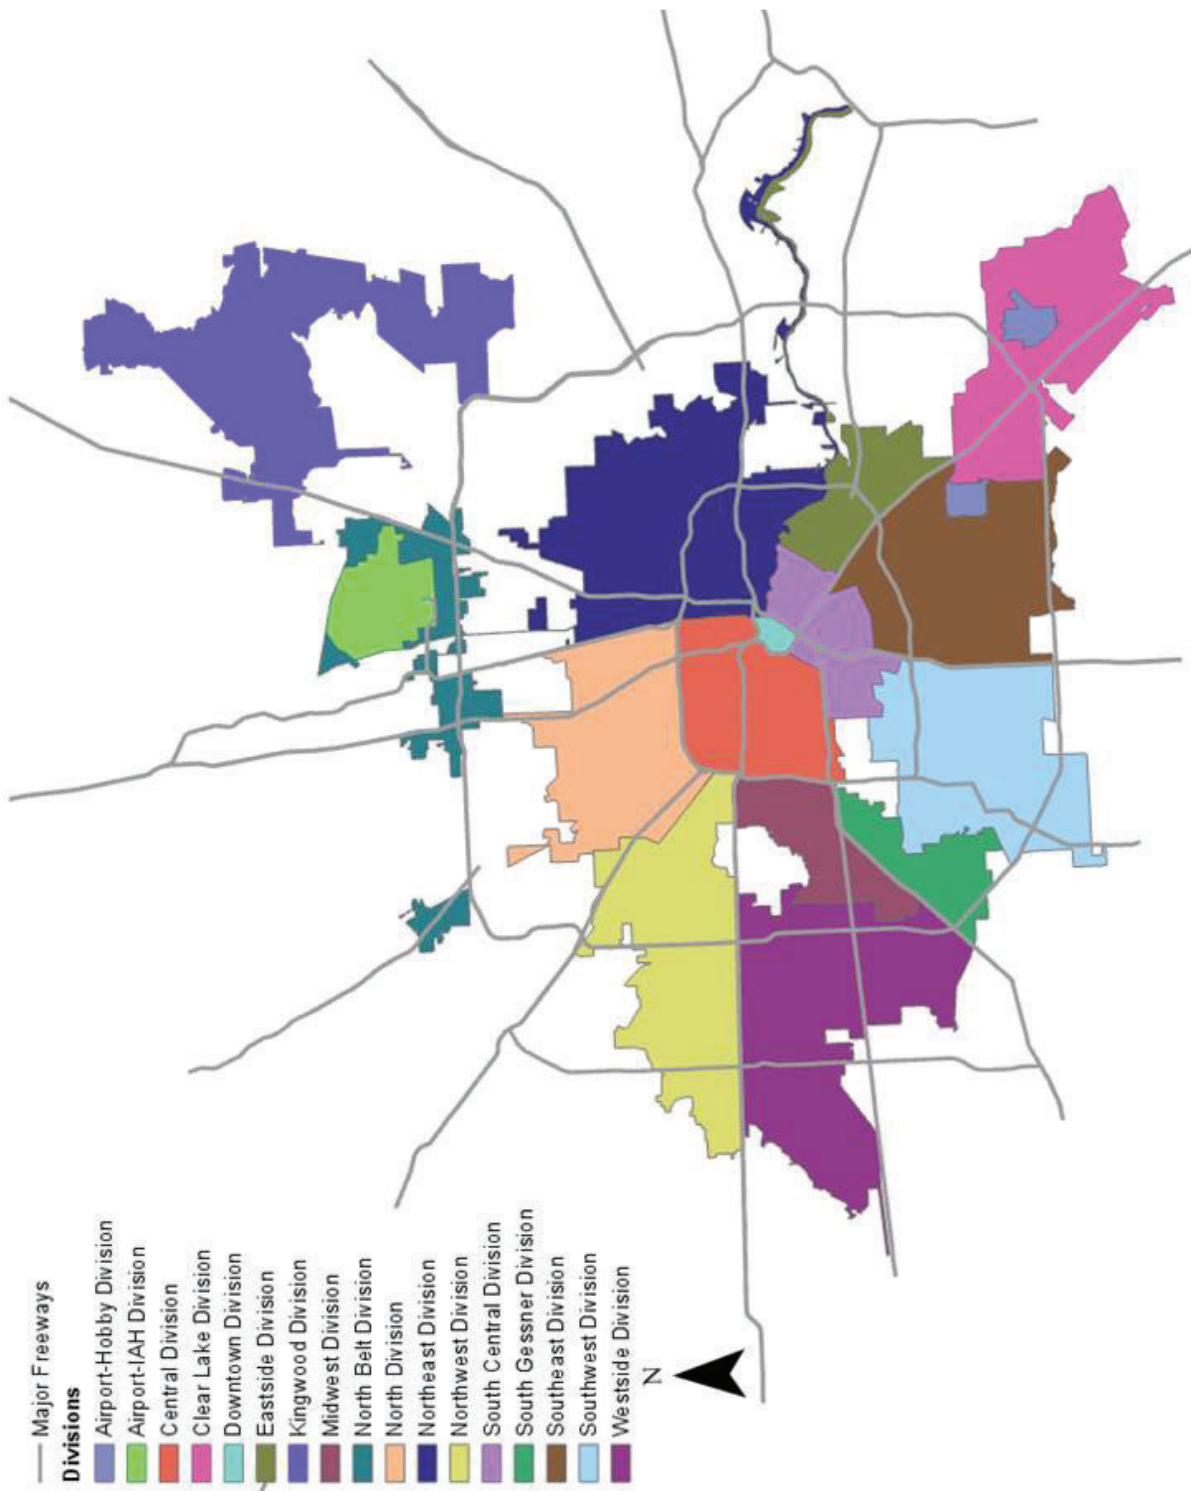 Major Freeways
Divisions
Airport-Hobby Division
Airport-IAH Division
Central Division
Clear Lake Division
Downtown Division
Eastside Division
Kingwood Division
Midwest Division
North Belt Division
North Division
Northeast Division
Northwest Division
South Central Division
South Gessner Division
Southeast Division
Southwest Division
Westside Division
N